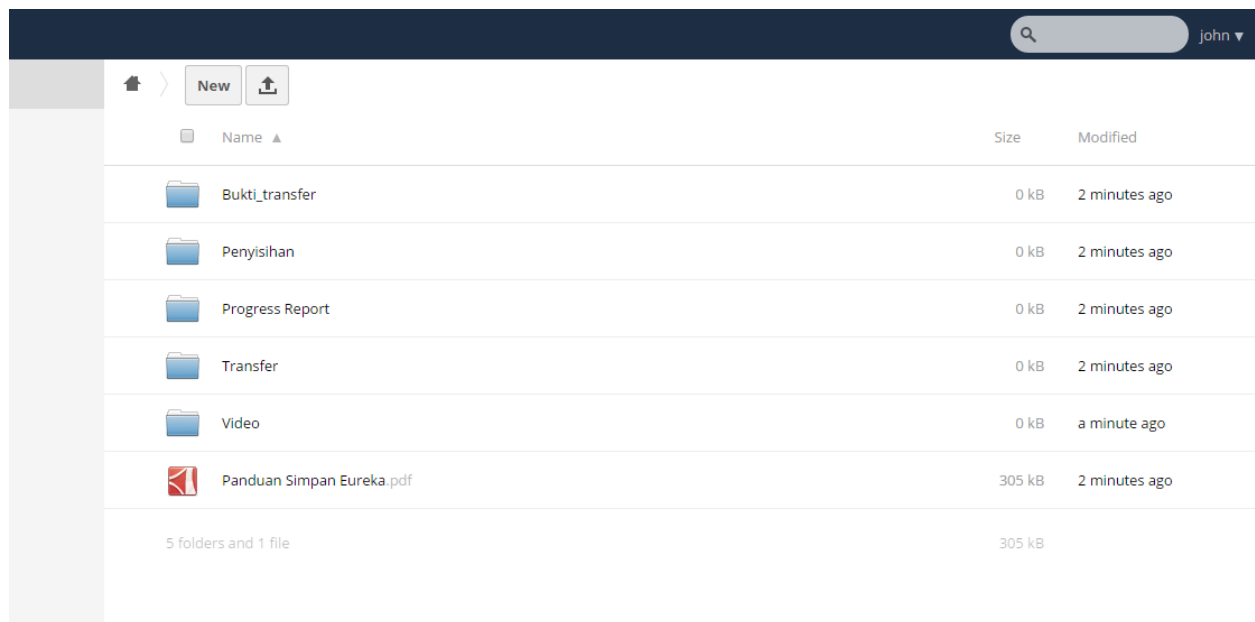 john ▼
New
Name ▲ Size Modified
Bukti_transfer 0 kB 2 minutes ago
Penyisihan 0 kB 2 minutes ago
Progress Report 0 kB 2 minutes ago
Transfer 0 kB 2 minutes ago
Video 0 kB a minute ago
Panduan Simpan Eureka.pdf 305 kB 2 minutes ago
5 folders and 1 file 305 kB